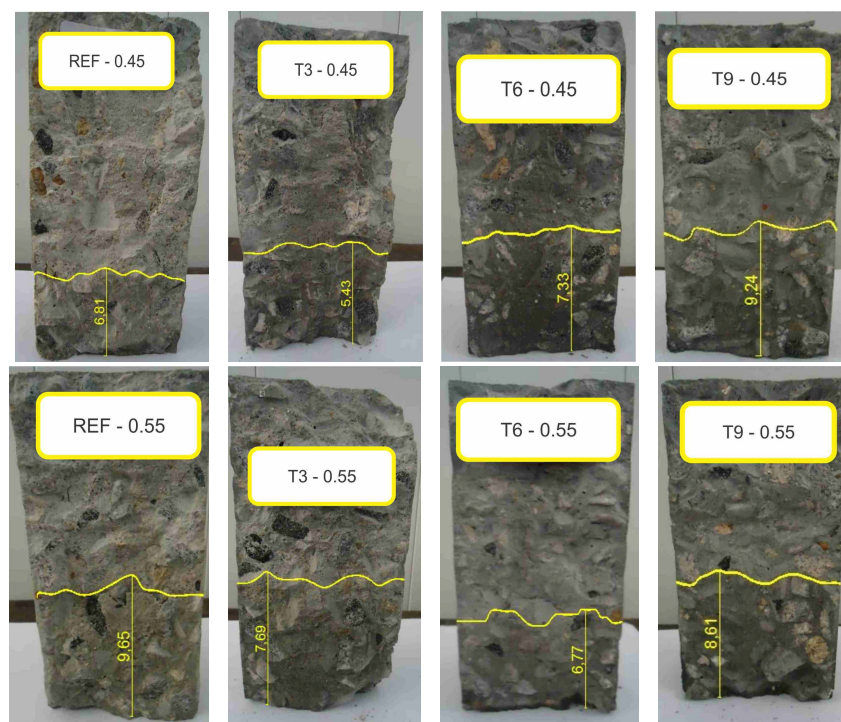 REF - 0.45
T3 - 0.45
T6 - 0.45
T9 - 0.45
6,81
5,43
7,33
9,24
REF - 0.55
T3 - 0.55
T6 - 0.55
T9 - 0.55
9,65
7,69
6,77
8,61